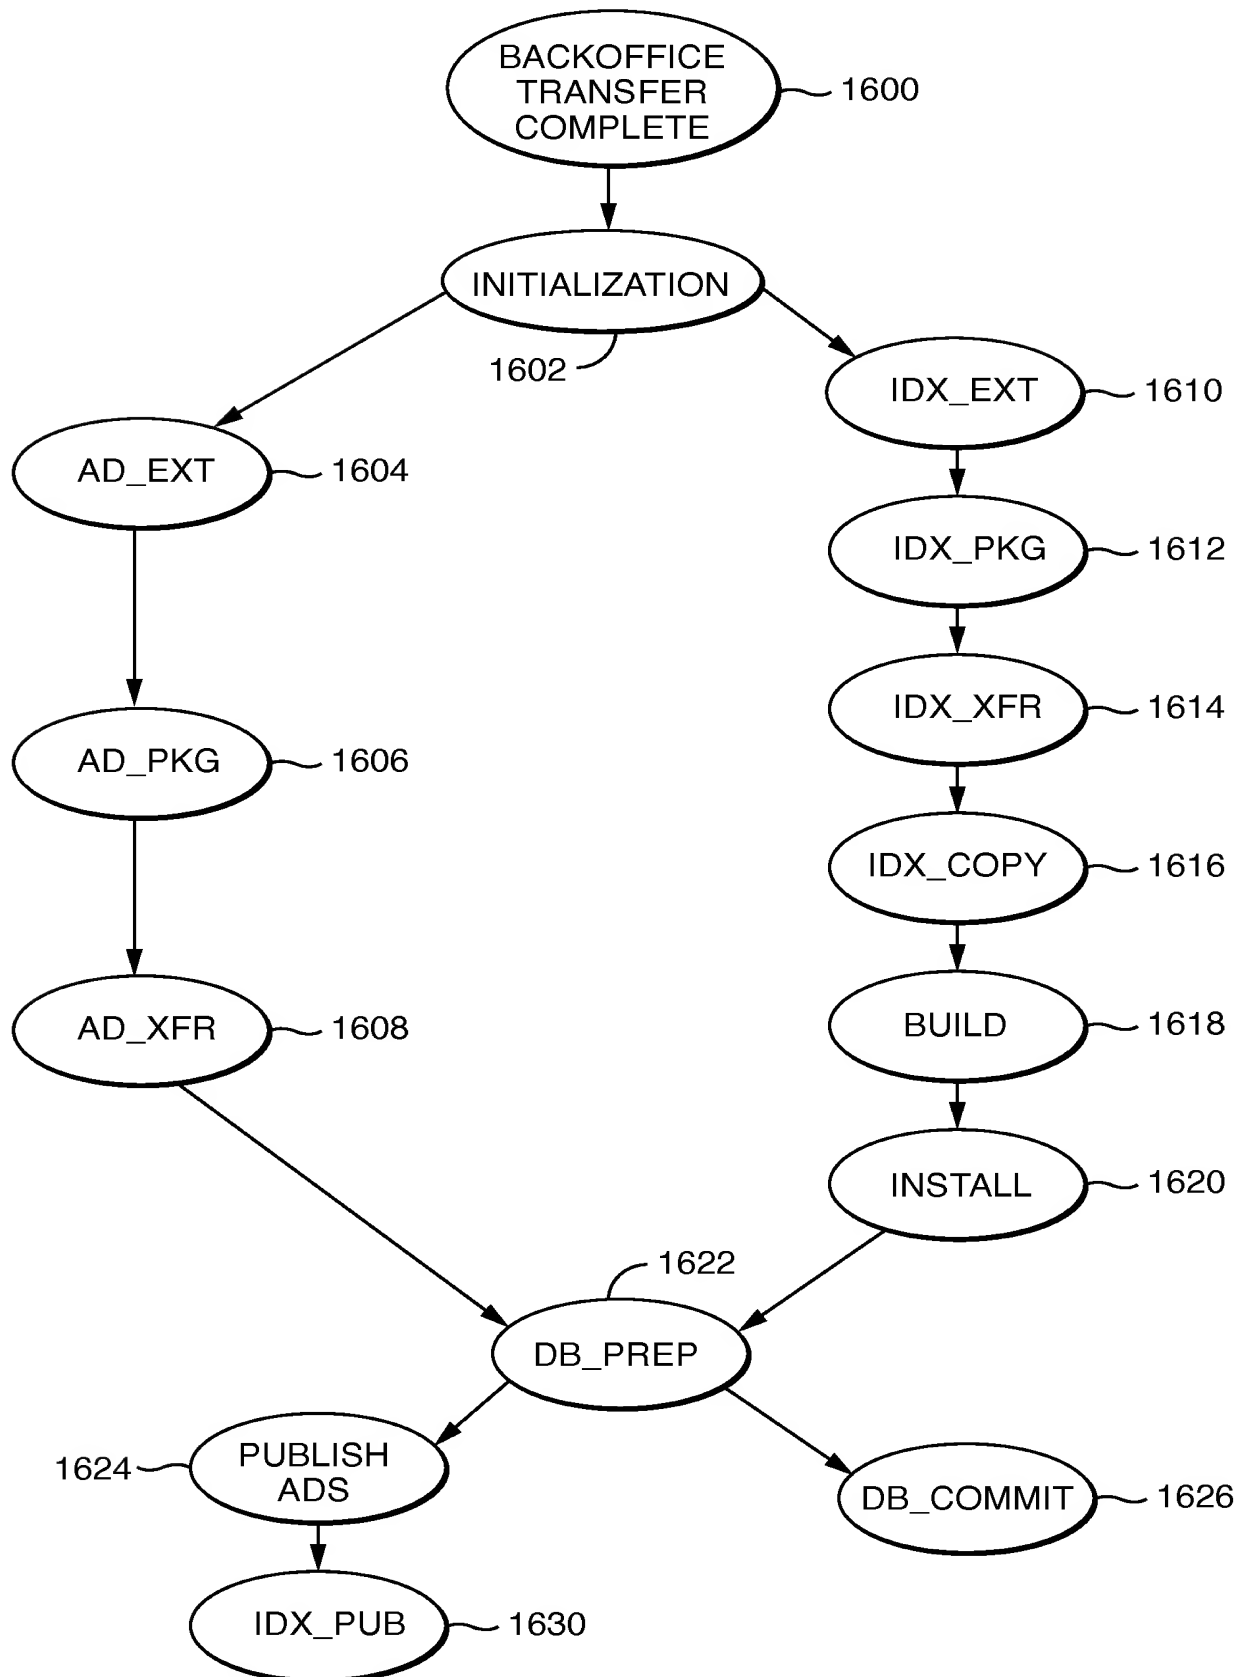 BACKOFFICE
TRANSFER
COMPLETE
1600
INITIALIZATION
1602
IDX_EXT
1610
AD_EXT
1604
IDX_PKG
1612
IDX_XFR
1614
AD_PKG
1606
IDX_COPY
1616
BUILD
1618
AD_XFR
1608
INSTALL
1620
1622
DB_PREP
PUBLISH
ADS
1624
DB_COMMIT
1626
IDX_PUB
1630